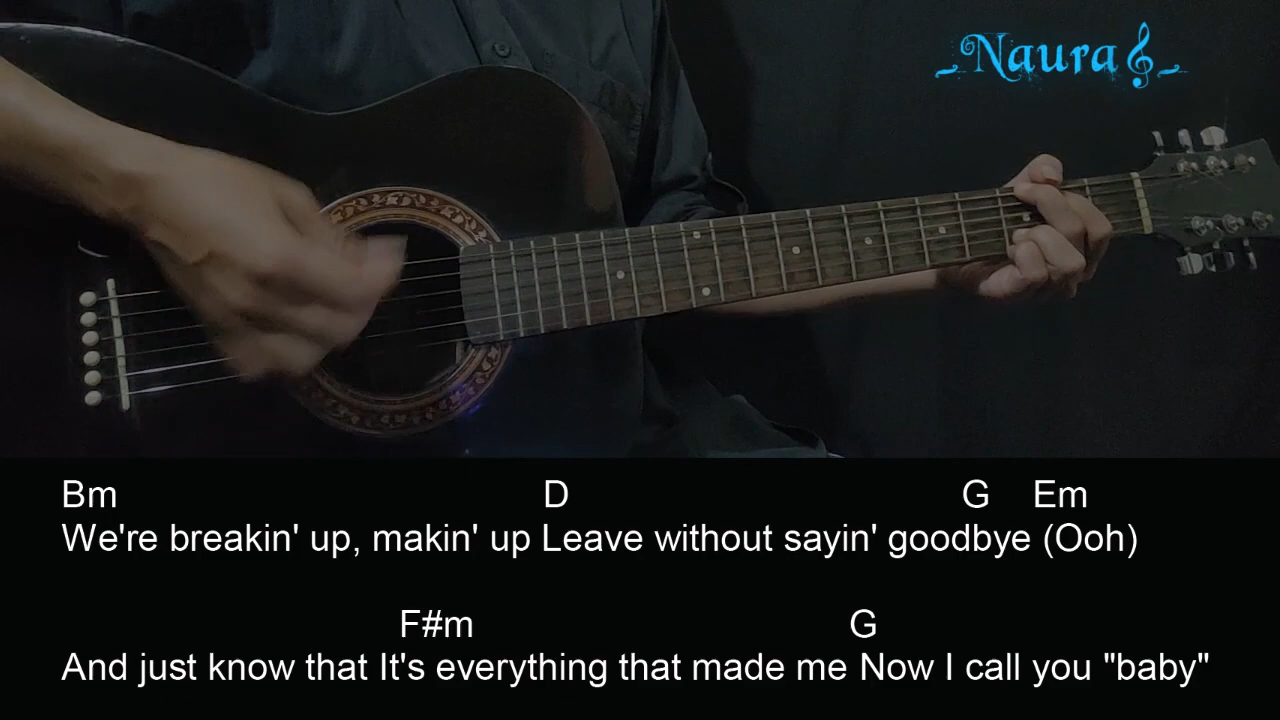 Naura
Bm D G Em
We're breakin' up, makin' up Leave without sayin' goodbye (Ooh)
F#m G
And just know that It's everything that made me Now I call you "baby"